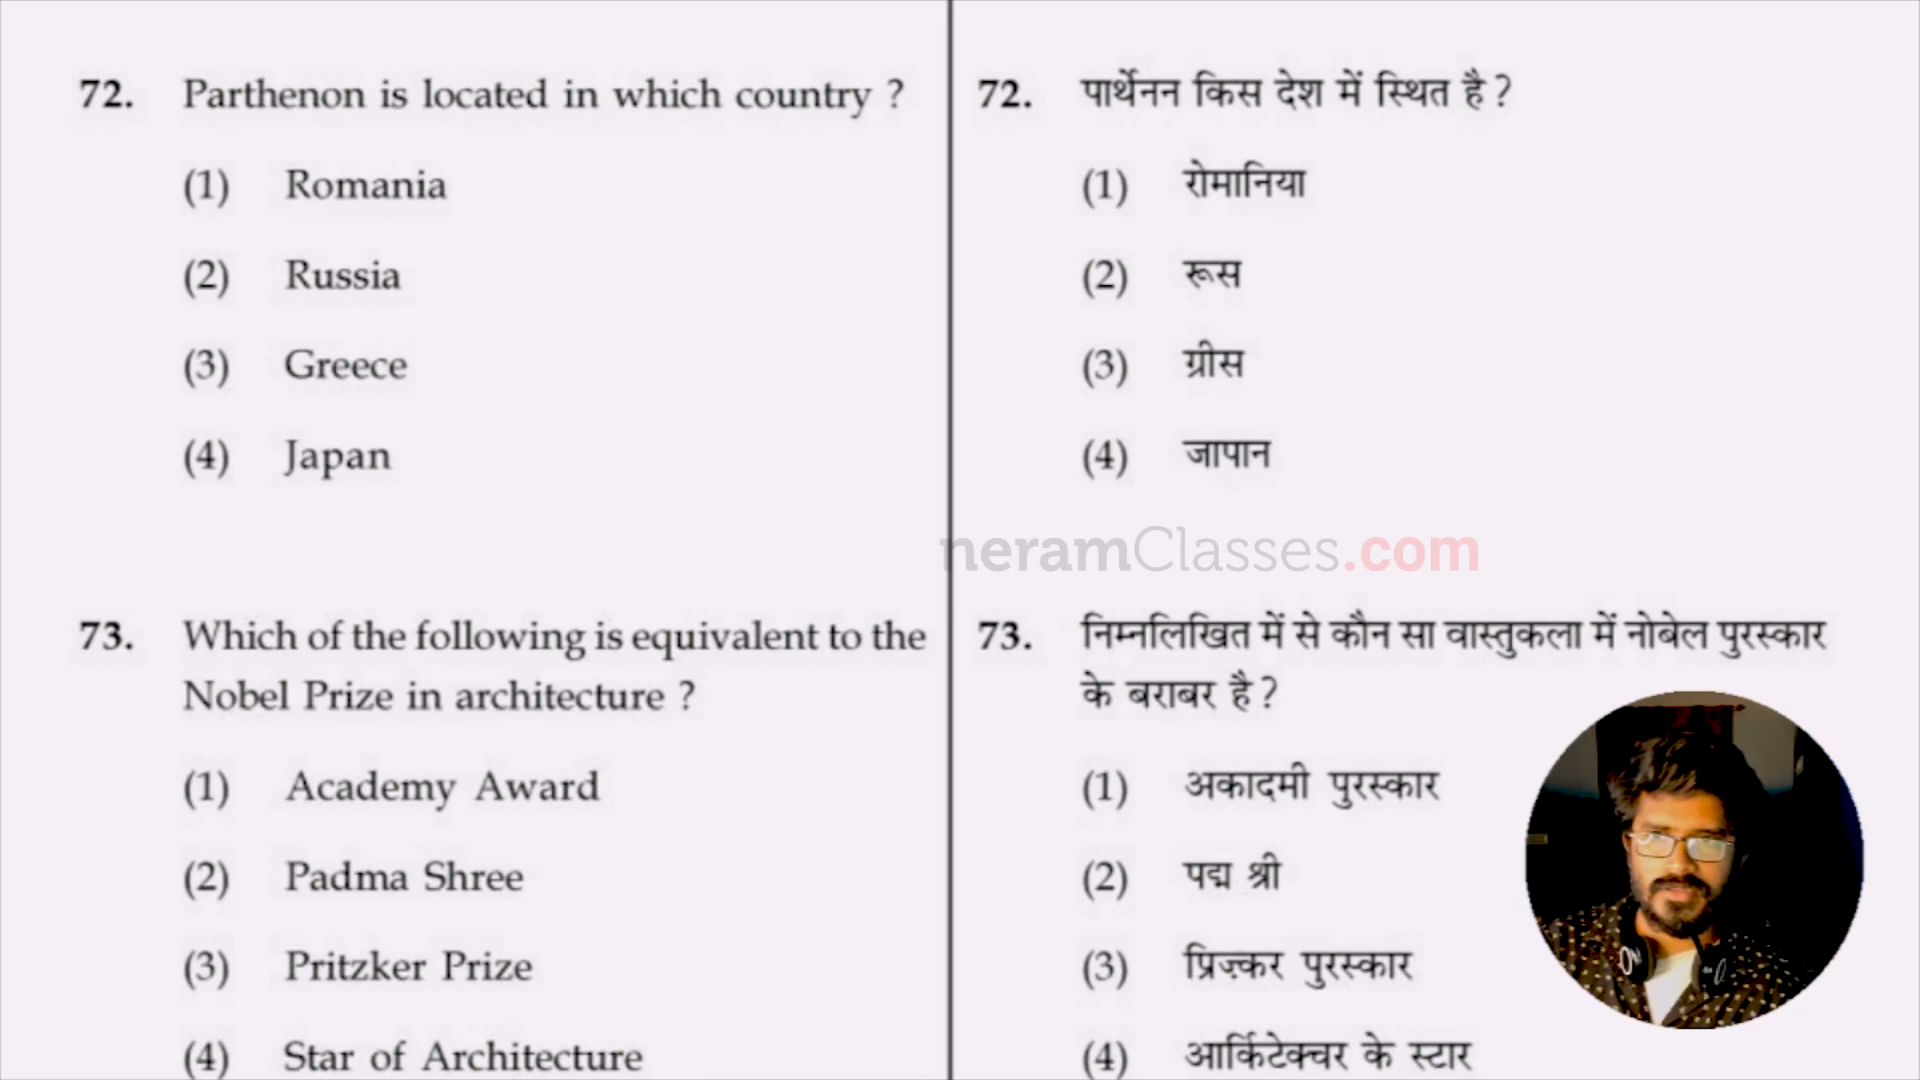 72. Parthenon is located in which country ?
(1) Romania
(2) Russia
(3) Greece
(4) Japan
73. Which of the following is equivalent to the
Nobel Prize in architecture ?
(1) Academy Award
(2) Padma Shree
(3) Pritzker Prize
(4) Star of Architecture
72. पार्थेनन किस देश में स्थित है ?
(1) रोमानिया
(2) रूस
(3) ग्रीस
(4) जापान
neramClasses.com
73. निम्नलिखित में से कौन सा वास्तुकला में नोबेल पुरस्कार
के बराबर है ?
(1) अकादमी पुरस्कार
(2) पद्म श्री
(3) प्रिज़्कर पुरस्कार
(4) आर्किटेक्चर के स्टार